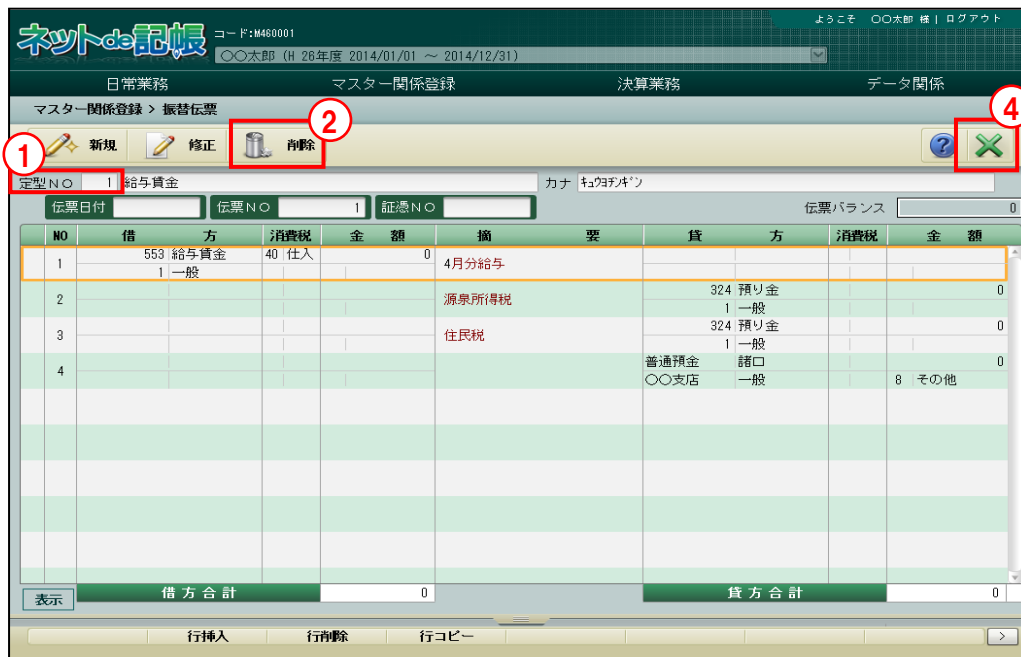 ようこそ 〇〇太郎 様 | ログアウト
ネットde記帳 コード:M460001
〇〇太郎 (H 26年度 2014/01/01 ～ 2014/12/31)
日常業務 マスター関係登録 決算業務 データ関係
マスター関係登録 > 振替伝票
① ② ④
新規 修正 削除 ?
定型NO 1 給与賃金 カナ ｷｭｳﾖﾁﾝｷﾞﾝ
伝票日付 伝票NO 1 証憑NO 伝票バランス 0
NO 借 方 消費税 金 額 摘 要 貸 方 消費税 金 額
1 553 給与賃金 40 仕入 0 4月分給与
1 一般
2 源泉所得税 324 預り金 0
1 一般
3 住民税 324 預り金 0
1 一般
4 普通預金 諸口 0
〇〇支店 一般 8 その他
表示 借方合計 0 貸方合計 0
行挿入 行削除 行コピー >